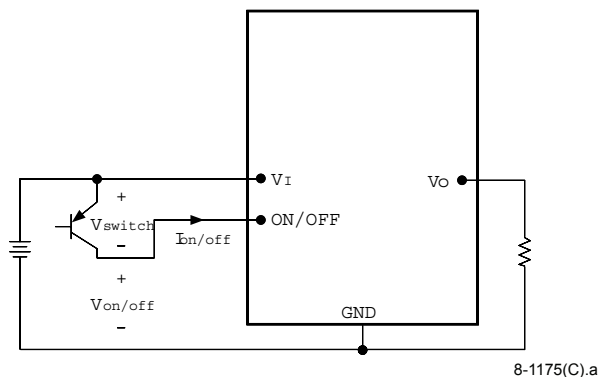 VI
VO
+
Vswitch
–
ON/OFF
Ion/off
+
Von/off
–
GND
8-1175(C).a